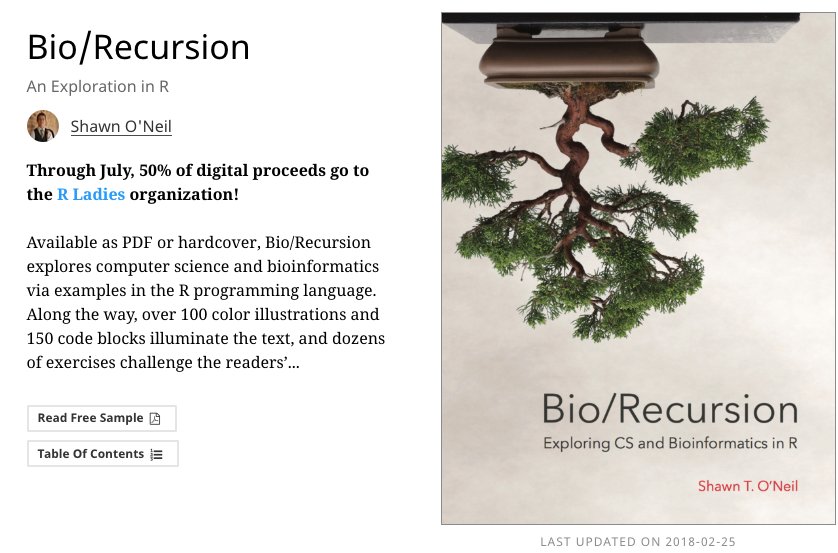 Bio/Recursion
An Exploration in R
Shawn O'Neil
Through July, 50% of digital proceeds go to
the R Ladies organization!
Available as PDF or hardcover, Bio/Recursion
explores computer science and bioinformatics
via examples in the R programming language.
Along the way, over 100 color illustrations and
150 code blocks illuminate the text, and dozens
of exercises challenge the readers’...
Read Free Sample
Table Of Contents
Bio/Recursion
Exploring CS and Bioinformatics in R
Shawn T. O’Neil
LAST UPDATED ON 2018-02-25